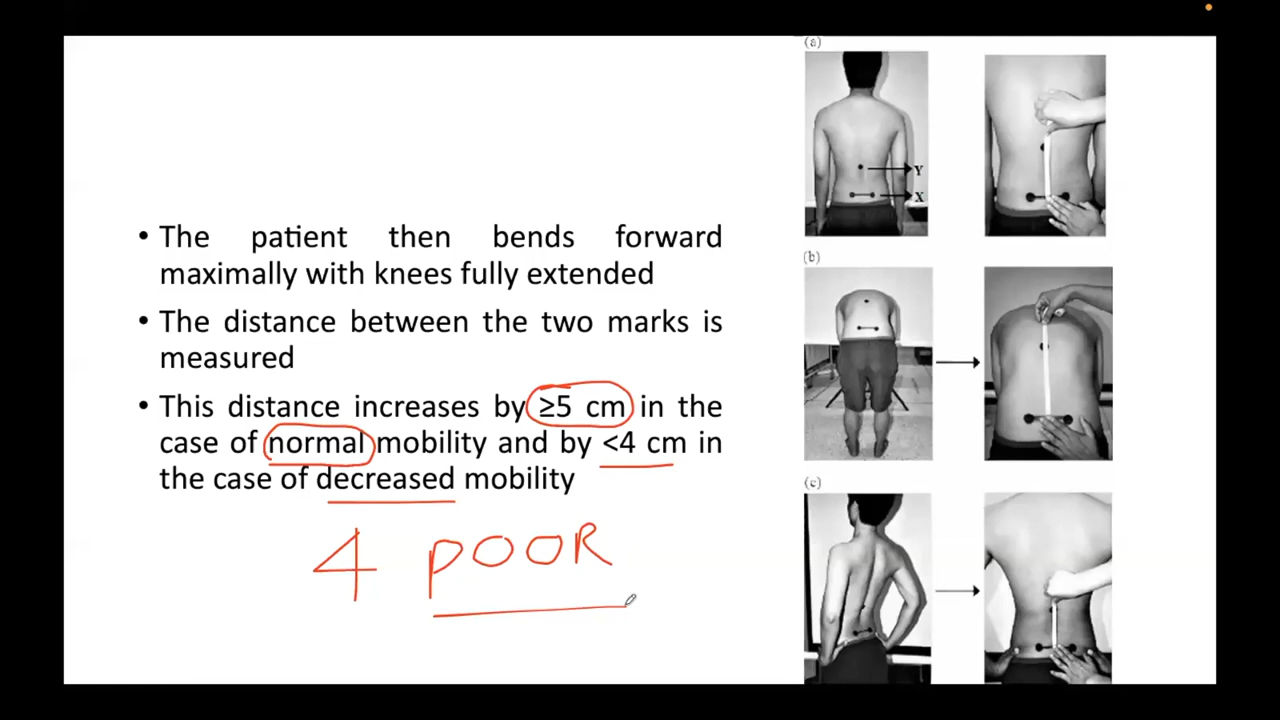 • The patient then bends forward
maximally with knees fully extended
• The distance between the two marks is
measured
• This distance increases by ≥5 cm in the
case of normal mobility and by <4 cm in
the case of decreased mobility
4 POOR
(a)
Y
X
(b)
(c)